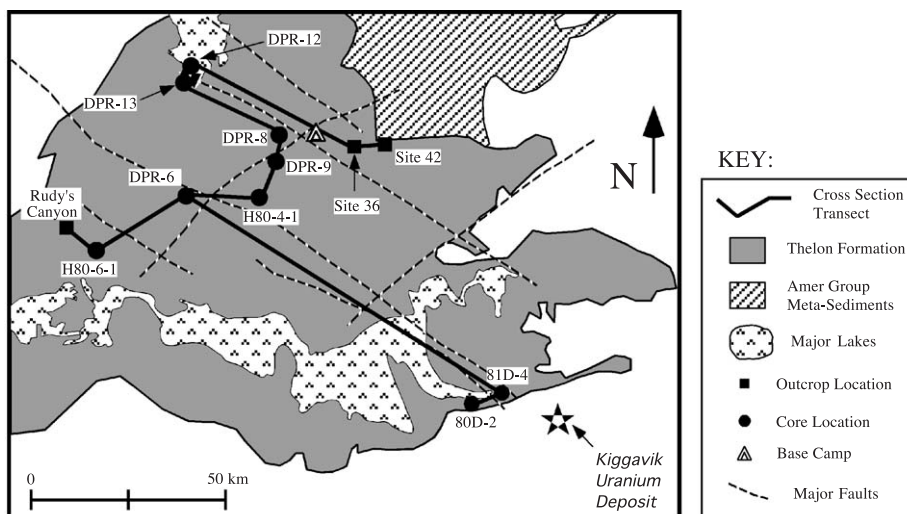 DPR-12
DPR-13
DPR-8
DPR-9
DPR-6
Site 42
Site 36
N
Rudy's
Canyon
H80-4-1
H80-6-1
81D-4
80D-2
Kiggavik
Uranium
Deposit
0
50 km
KEY:
Cross Section
Transect
Thelon Formation
Amer Group
Meta-Sediments
Major Lakes
Outcrop Location
Core Location
Base Camp
Major Faults